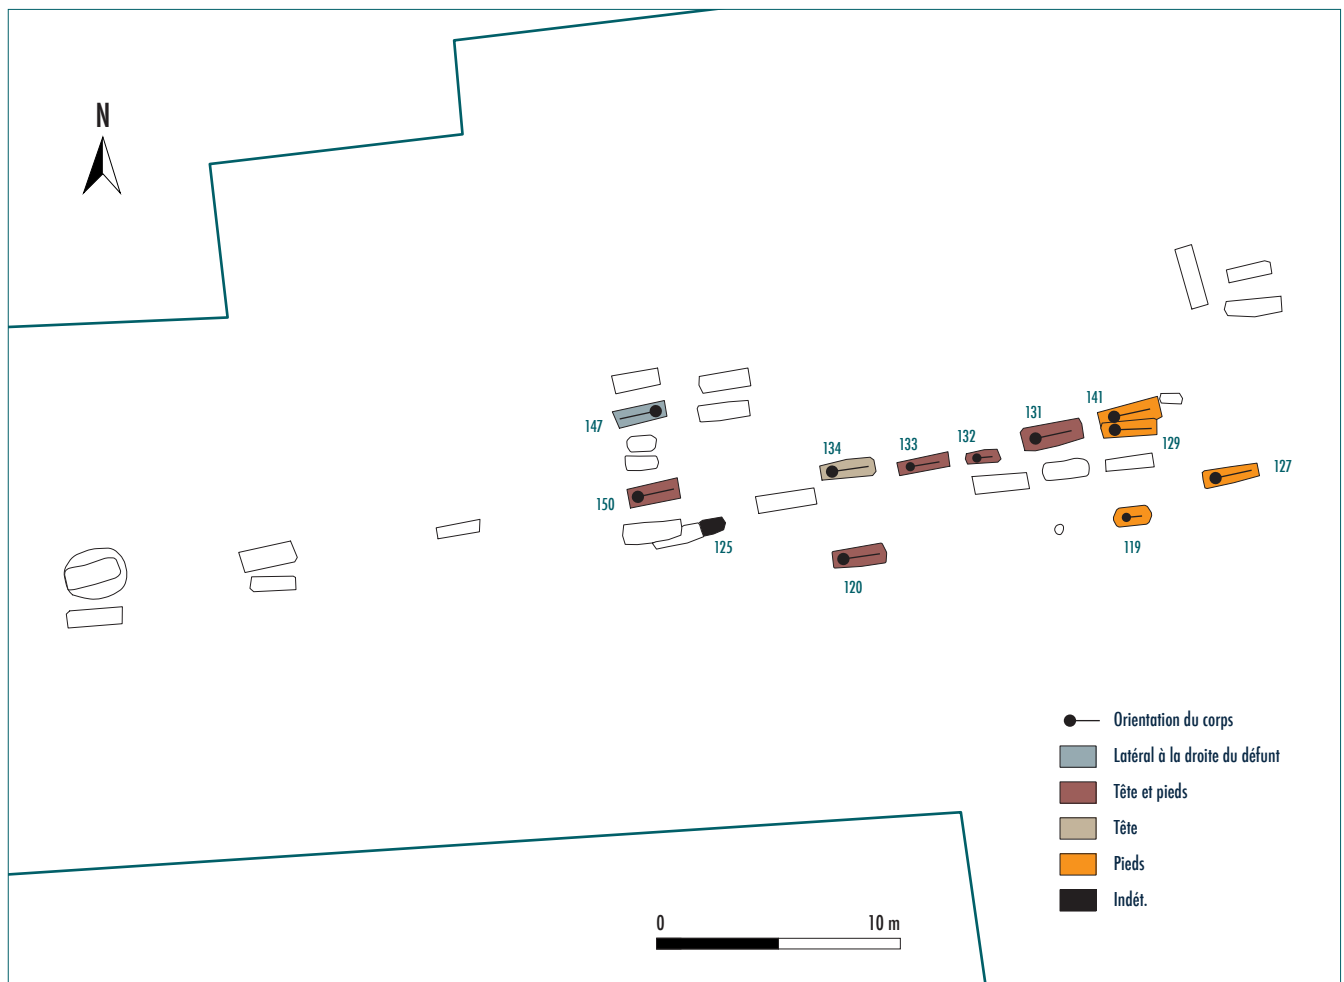 N
147
141
131
129
132
134
133
127
150
125
119
120
Orientation du corps
Latéral à la droite du défunt
Tête et pieds
Tête
Pieds
Indét.
0 10 m